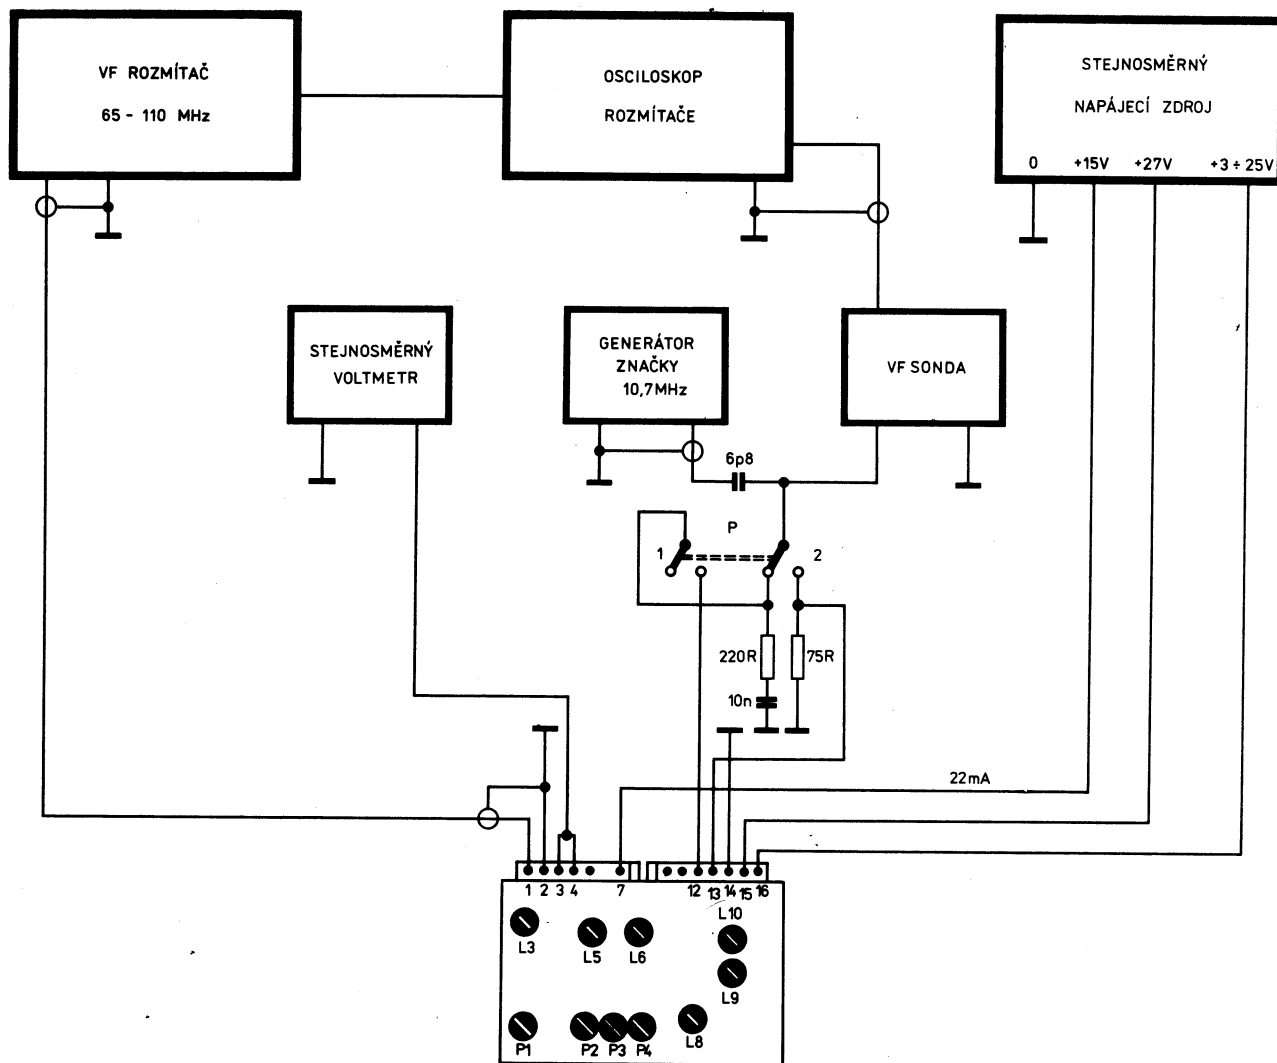 VF ROZMÍTAČ
65 - 110 MHz
OSCILOSKOP
ROZMÍTAČE
STEJNOSMĚRNÝ
NAPÁJECÍ ZDROJ
0 +15V +27V +3 ÷ 25V
STEJNOSMĚRNÝ
VOLTMETR
GENERÁTOR
ZNAČKY
10,7MHz
VF SONDA
6p8
P
1 2
220R 75R
10n
22mA
1 2 3 4 7 12 13 14 15 16
L3 L5 L6 L10
L9
P1 P2 P3 P4 L8